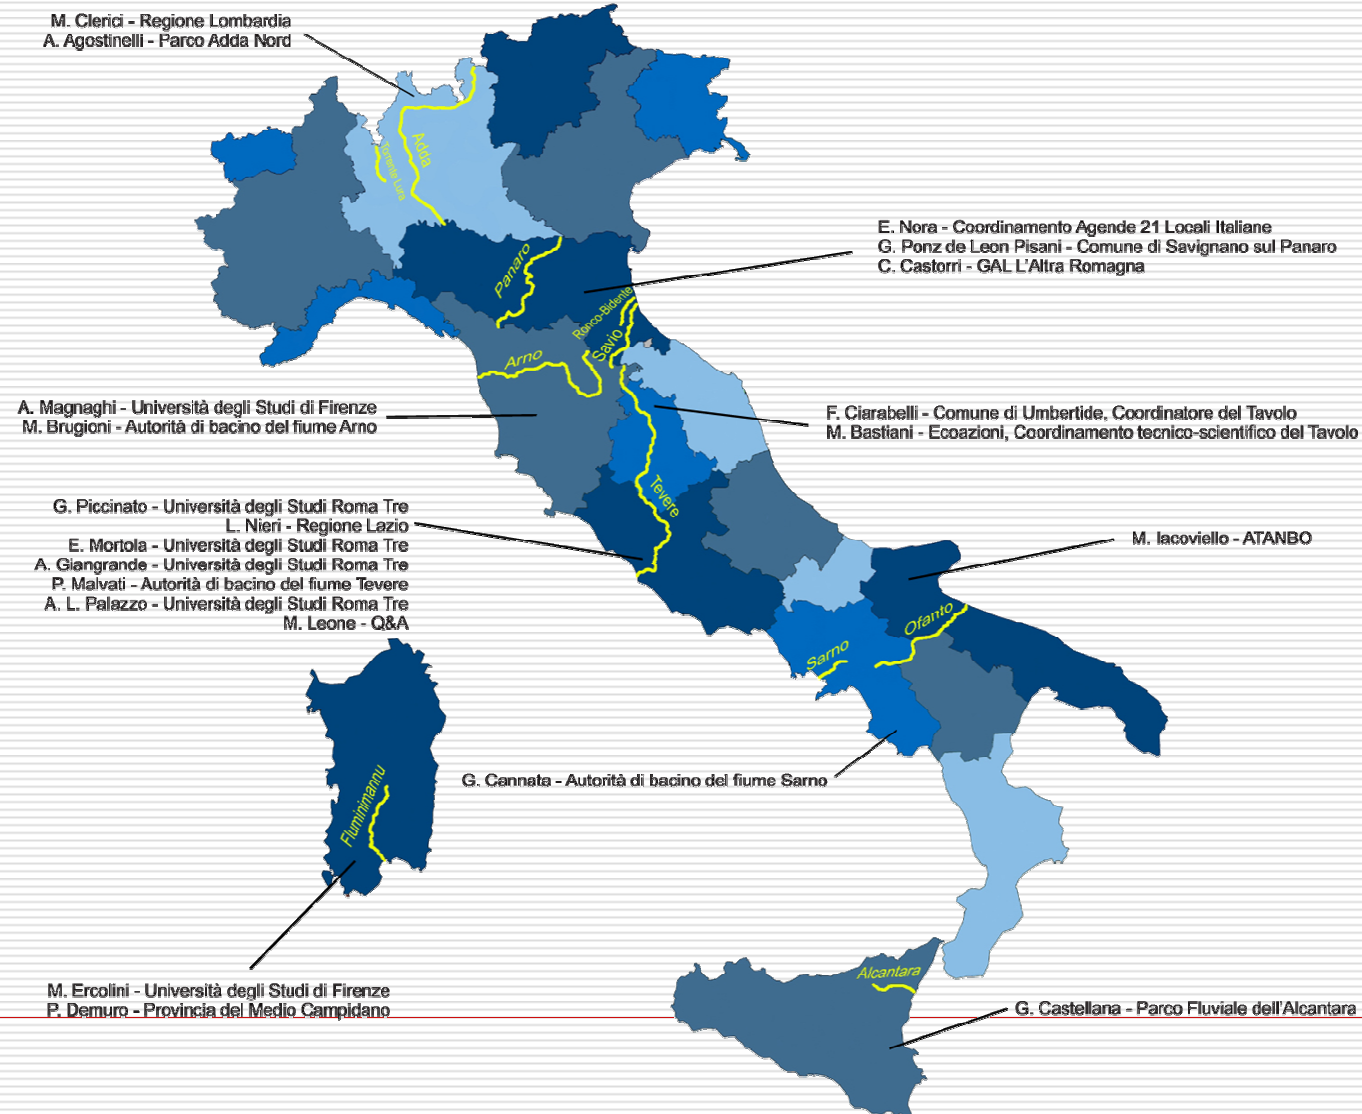 M. Clerici - Regione Lombardia
A. Agostinelli - Parco Adda Nord
Adda
Torrente Lura
E. Nora - Coordinamento Agende 21 Locali Italiane
G. Ponz de Leon Pisani - Comune di Savignano sul Panaro
C. Castorri - GAL L'Altra Romagna
Panaro
Ronco-Bidente
Savio
Arno
A. Magnaghi - Università degli Studi di Firenze
M. Brugioni - Autorità di bacino del fiume Arno
F. Ciarabelli - Comune di Umbertide, Coordinatore del Tavolo
M. Bastiani - Ecoazioni, Coordinamento tecnico-scientifico del Tavolo
Tevere
G. Piccinato - Università degli Studi Roma Tre
L. Nieri - Regione Lazio
E. Mortola - Università degli Studi Roma Tre
A. Giangrande - Università degli Studi Roma Tre
P. Malvati - Autorità di bacino del fiume Tevere
A. L. Palazzo - Università degli Studi Roma Tre
M. Leone - Q&A
M. Iacoviello - ATANBO
Ofanto
Sarno
G. Cannata - Autorità di bacino del fiume Sarno
Fluminimannu
M. Ercolini - Università degli Studi di Firenze
P. Demuro - Provincia del Medio Campidano
Alcantara
G. Castellana - Parco Fluviale dell'Alcantara